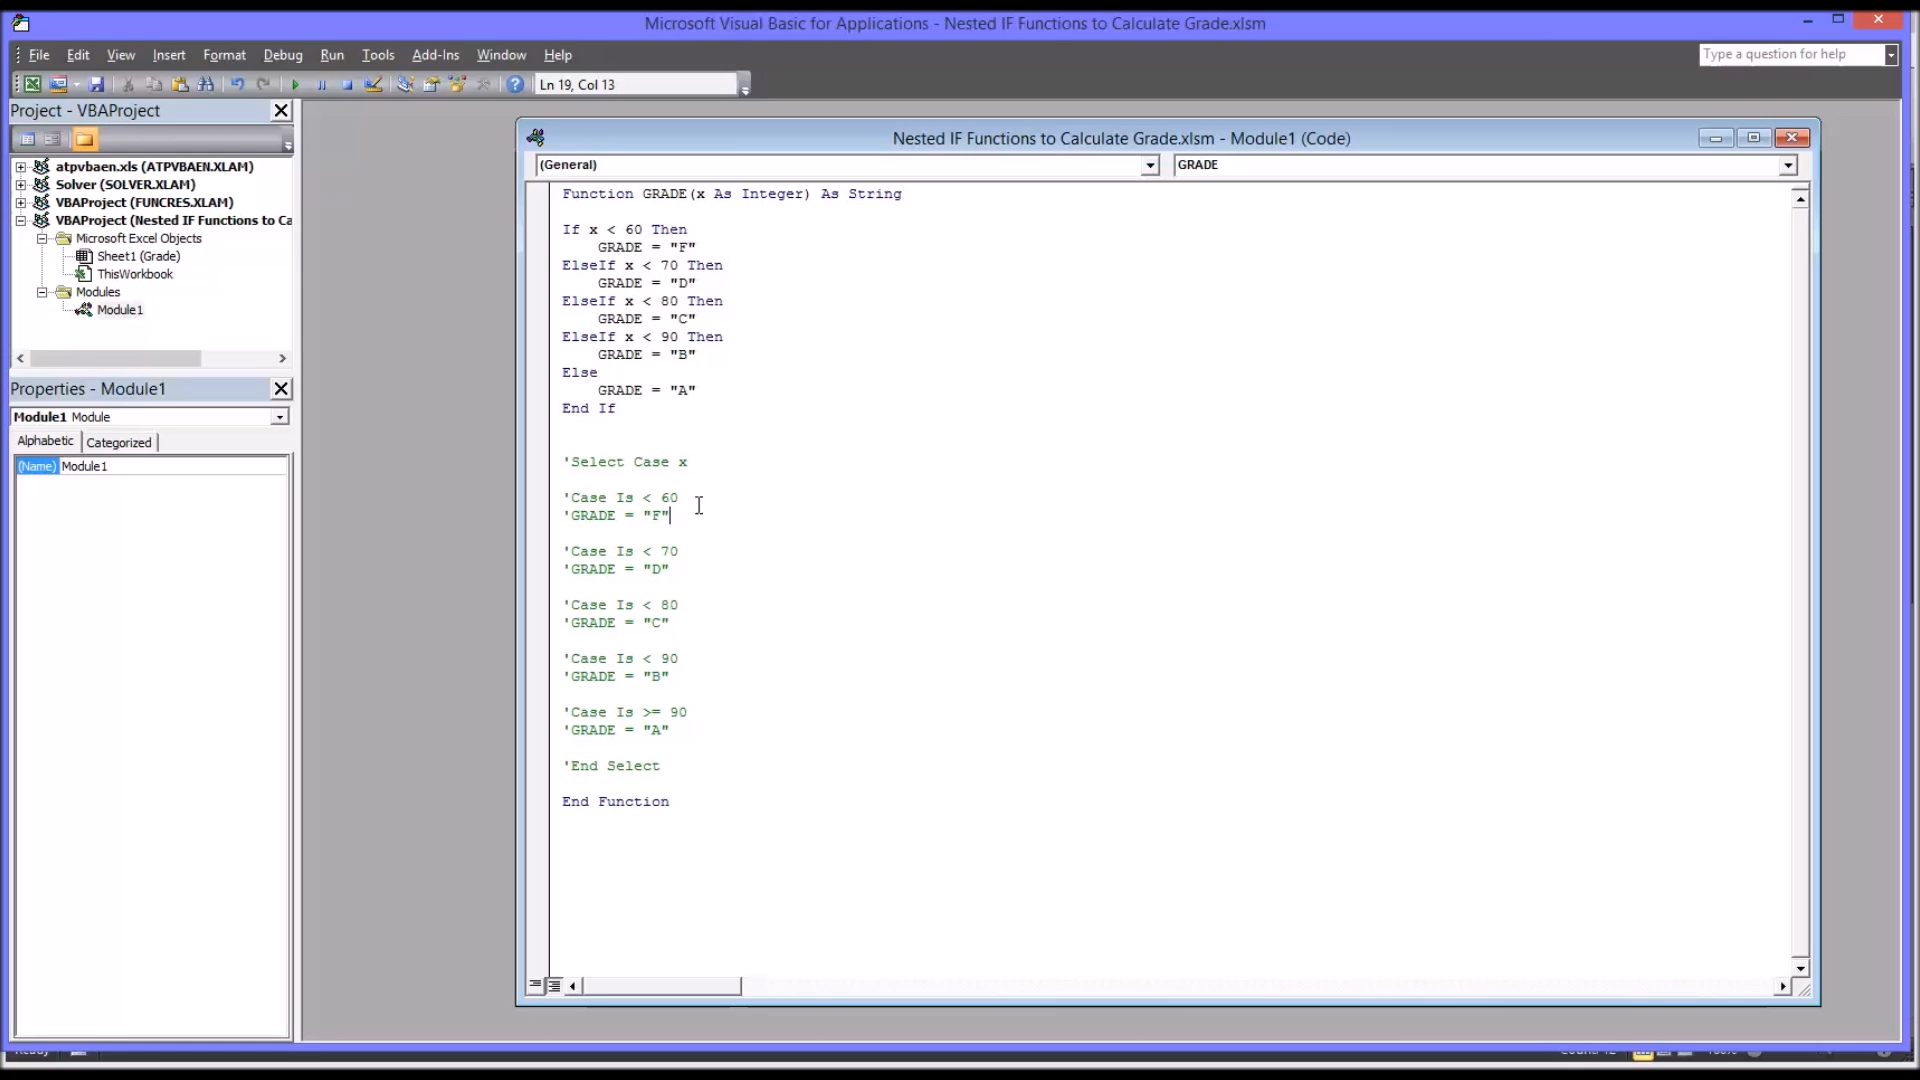 Microsoft Visual Basic for Applications - Nested IF Functions to Calculate Grade.xlsm
File Edit View Insert Format Debug Run Tools Add-Ins Window Help
Type a question for help
Ln 19, Col 13
Project - VBAProject
atpvbaen.xls (ATPVBAEN.XLAM)
Solver (SOLVER.XLAM)
VBAProject (FUNCRES.XLAM)
VBAProject (Nested IF Functions to Ca
Microsoft Excel Objects
Sheet1 (Grade)
ThisWorkbook
Modules
Module1
Properties - Module1
Module1 Module
Alphabetic Categorized
(Name) Module1
Nested IF Functions to Calculate Grade.xlsm - Module1 (Code)
(General) GRADE
Function GRADE(x As Integer) As String
If x < 60 Then
GRADE = "F"
ElseIf x < 70 Then
GRADE = "D"
ElseIf x < 80 Then
GRADE = "C"
ElseIf x < 90 Then
GRADE = "B"
Else
GRADE = "A"
End If
'Select Case x
'Case Is < 60
'GRADE = "F"
'Case Is < 70
'GRADE = "D"
'Case Is < 80
'GRADE = "C"
'Case Is < 90
'GRADE = "B"
'Case Is >= 90
'GRADE = "A"
'End Select
End Function